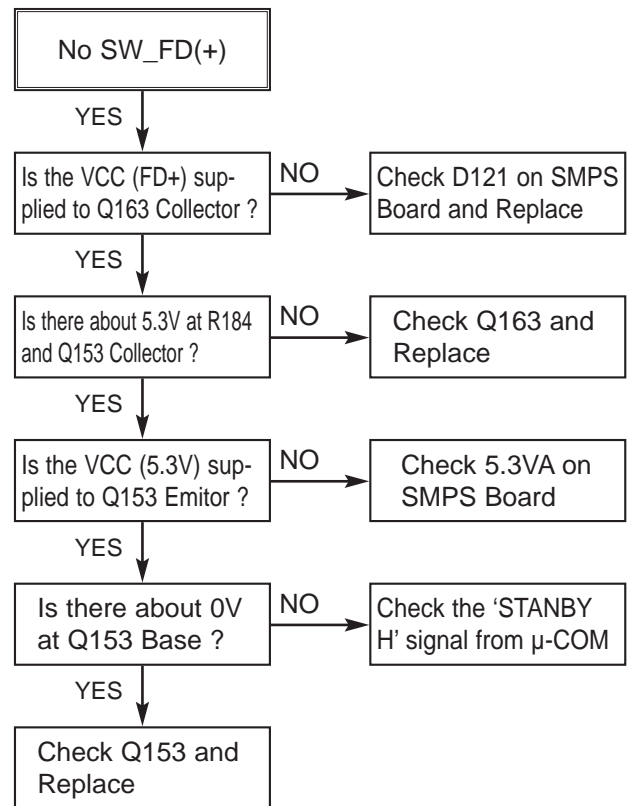 No SW_FD(+)
YES
Is the VCC (FD+) sup-
plied to Q163 Collector ?
NO
Check D121 on SMPS
Board and Replace
YES
Is there about 5.3V at R184
and Q153 Collector ?
NO
Check Q163 and
Replace
YES
Is the VCC (5.3V) sup-
plied to Q153 Emitor ?
NO
Check 5.3VA on
SMPS Board
YES
Is there about 0V
at Q153 Base ?
NO
Check the ‘STANBY
H’ signal from µ-COM
YES
Check Q153 and
Replace